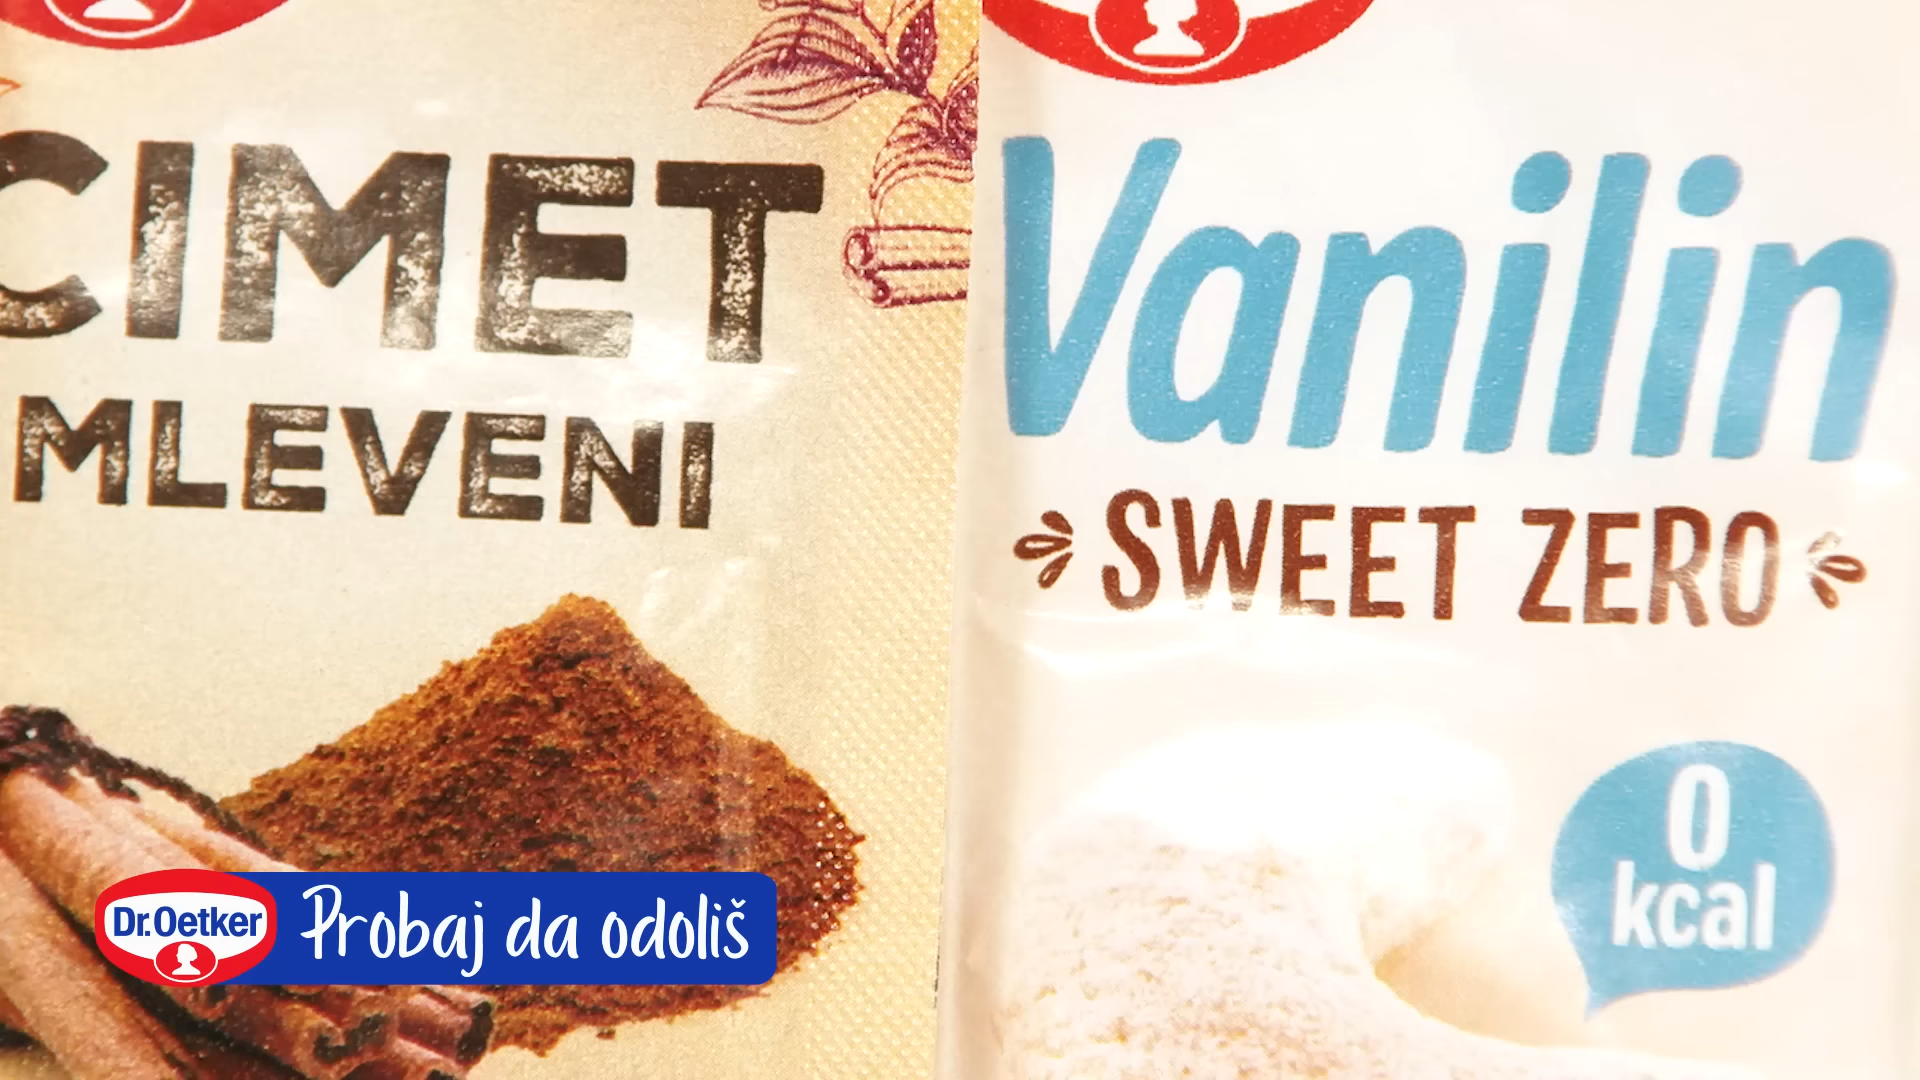 CIMET
MLEVENI
Vanilin
SWEET ZERO
0
kcal
Dr.Oetker
Probaj da odoliš